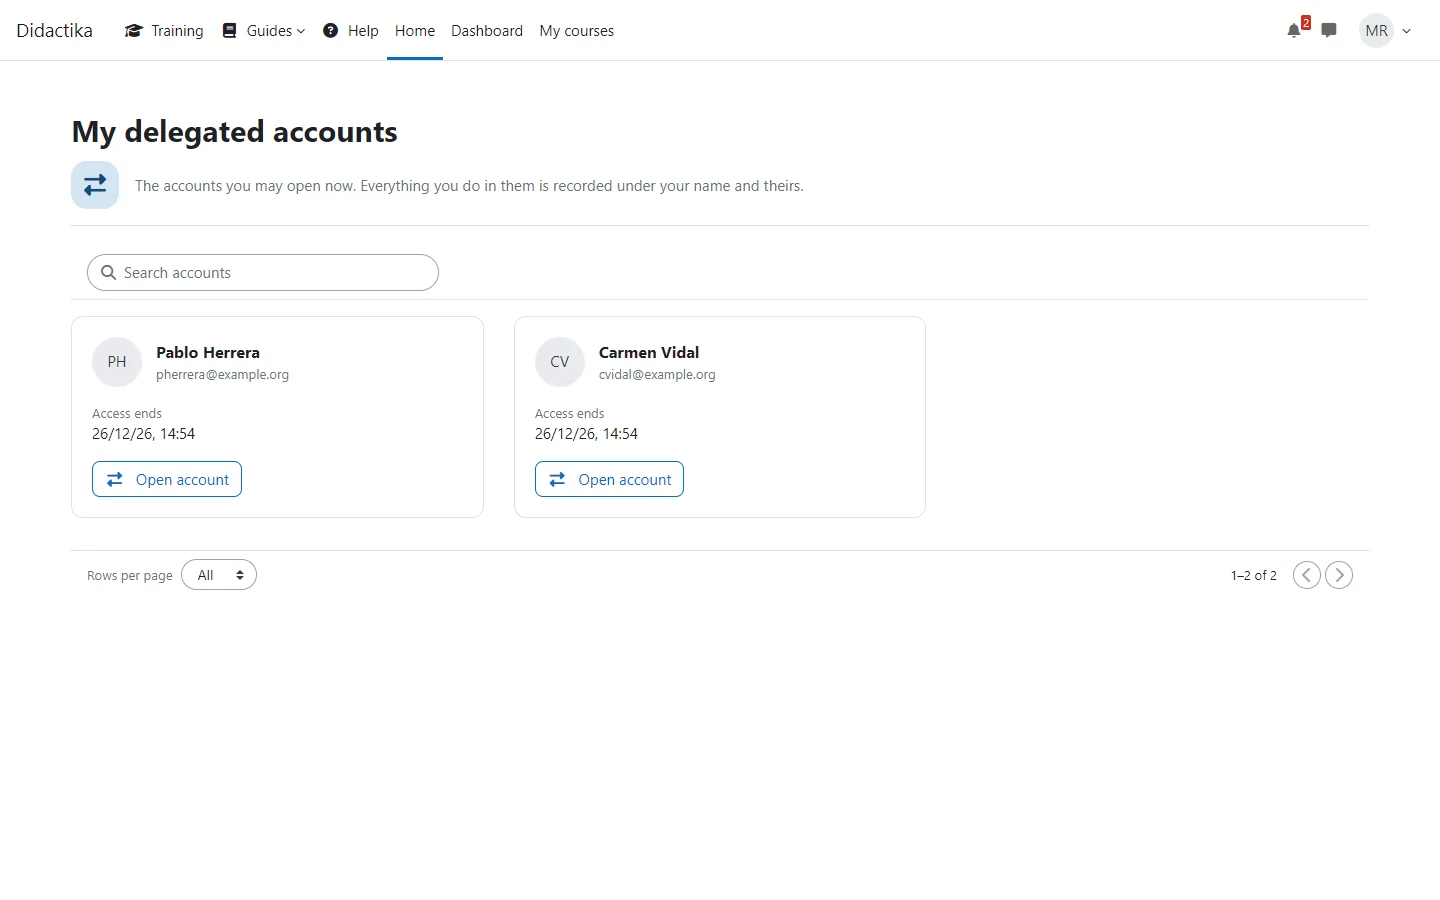 Didactika
Training
Guides
Help
Home
Dashboard
My courses
2
MR
My delegated accounts
The accounts you may open now. Everything you do in them is recorded under your name and theirs.
Search accounts
PH
Pablo Herrera
pherrera@example.org
Access ends
26/12/26, 14:54
Open account
CV
Carmen Vidal
cvidal@example.org
Access ends
26/12/26, 14:54
Open account
Rows per page
All
1–2 of 2